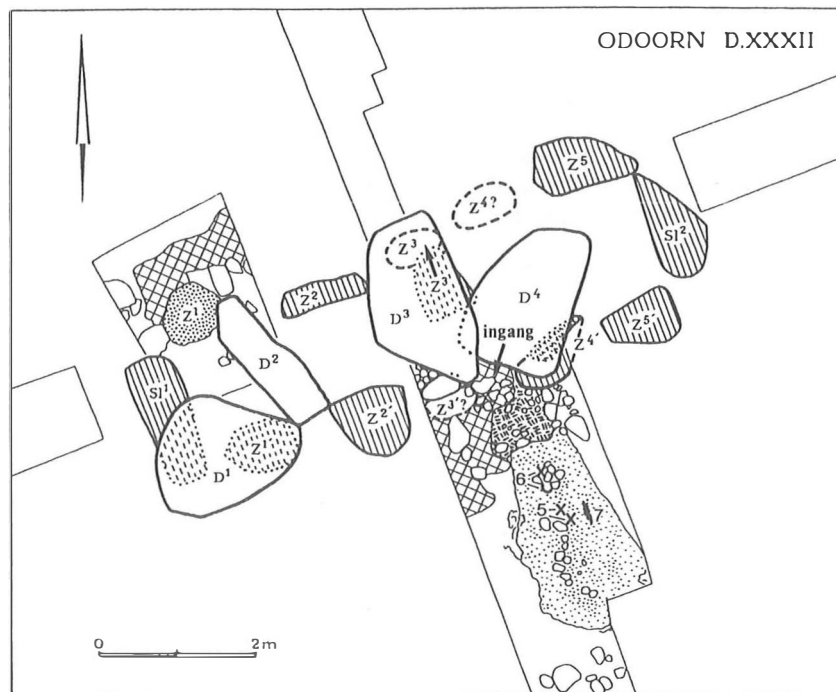 ODOORN D.XXXII
Z⁵
Z⁴?
Sl²
Z³
Z³
Z¹
Z²
D³
D⁴
ingang
Z⁵'
Z⁴'
D²
Sl¹
Z³'?
Z²'
Z¹'
D¹
6
5-X
X
7
0 2m